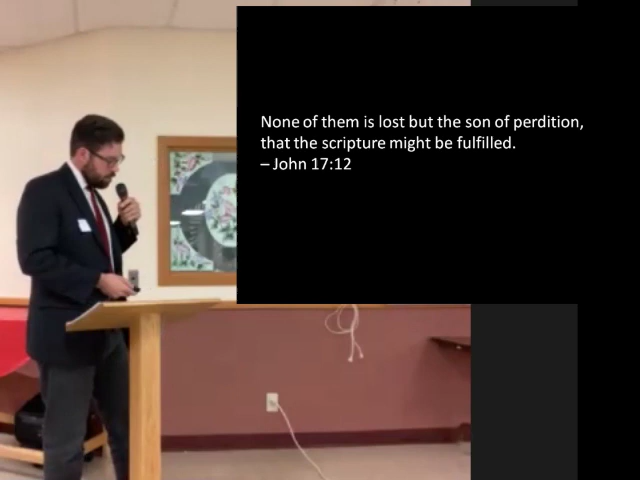 None of them is lost but the son of perdition,
that the scripture might be fulfilled.
– John 17:12